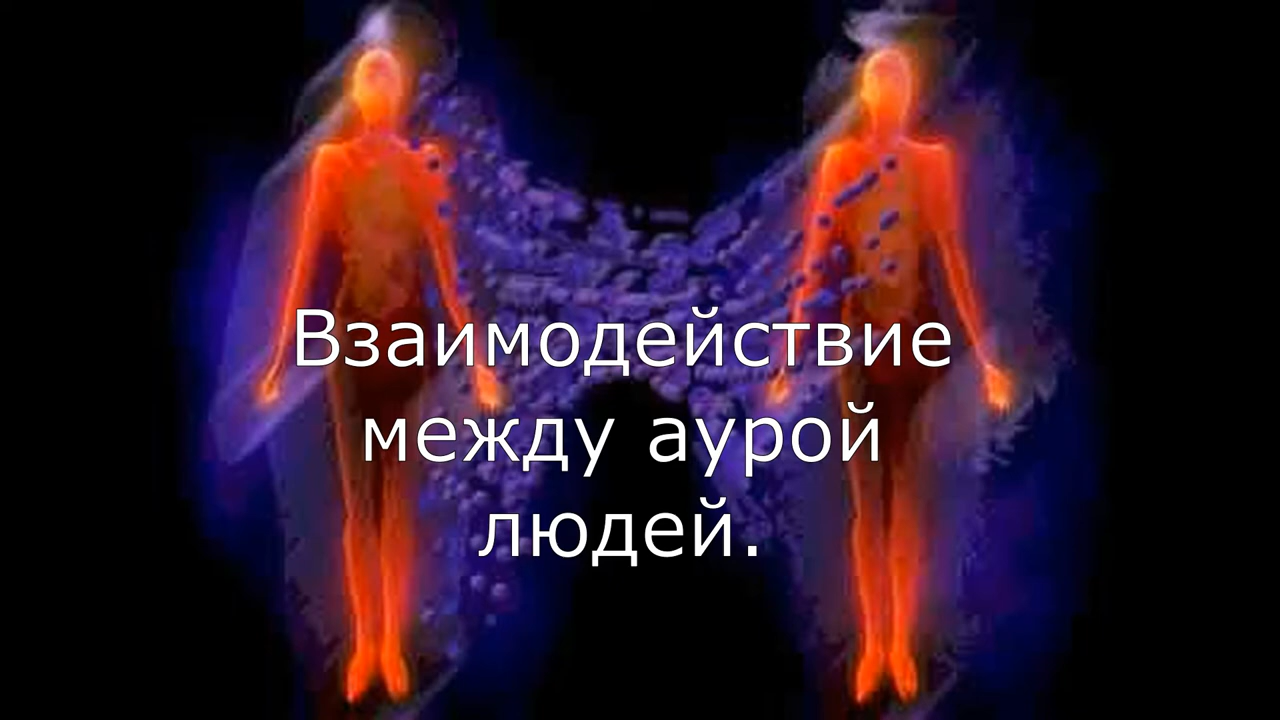 Взаимодействие
между аурой
людей.